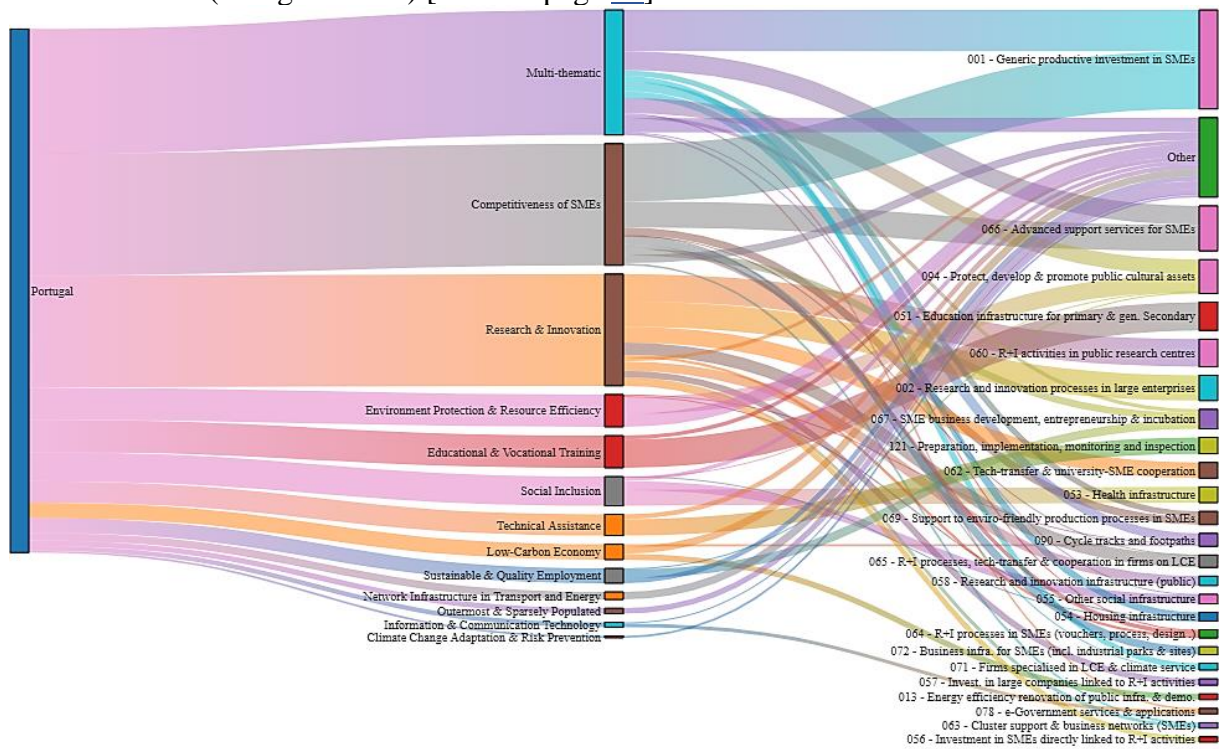 Portugal
Multi-thematic
Competitiveness of SMEs
Research & Innovation
Environment Protection & Resource Efficiency
Educational & Vocational Training
Social Inclusion
Technical Assistance
Low-Carbon Economy
Sustainable & Quality Employment
Network Infrastructure in Transport and Energy
Outermost & Sparsely Populated
Information & Communication Technology
Climate Change Adaptation & Risk Prevention
001 - Generic productive investment in SMEs
Other
066 - Advanced support services for SMEs
094 - Protect, develop & promote public cultural assets
051 - Education infrastructure for primary & gen. Secondary
060 - R+I activities in public research centres
002 - Research and innovation processes in large enterprises
067 - SME business development, entrepreneurship & incubation
121 - Preparation, implementation, monitoring and inspection
062 - Tech-transfer & university-SME cooperation
053 - Health infrastructure
069 - Support to enviro-friendly production processes in SMEs
090 - Cycle tracks and footpaths
065 - R+I processes, tech-transfer & cooperation in firms on LCE
058 - Research and innovation infrastructure (public)
055 - Other social infrastructure
054 - Housing infrastructure
064 - R+I processes in SMEs (vouchers, process, design .)
072 - Business infra. for SMEs (incl. industrial parks & sites)
071 - Firms specialised in LCE & climate service
057 - Invest. in large companies linked to R+I activities
013 - Energy efficiency renovation of public infra. & demo.
078 - e-Government services & applications
063 - Cluster support & business networks (SMEs)
056 - Investment in SMEs directly linked to R+I activities